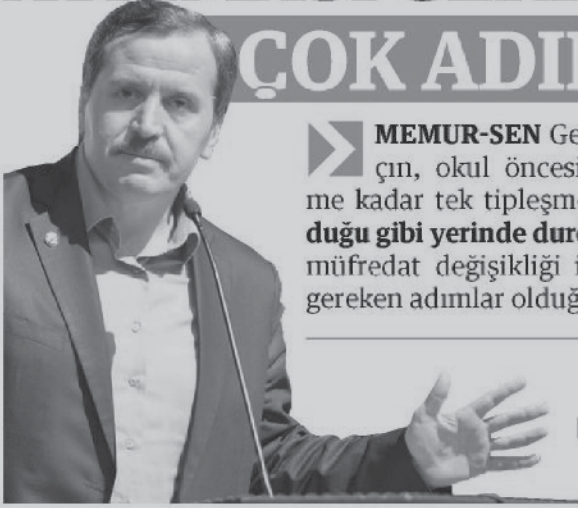 ÇOK ADI
MEMUR-SEN Ge
çın, okul öncesi
me kadar tek tipleşm
duğu gibi yerinde dur
müfredat değişikliği i
gereken adımlar olduğ